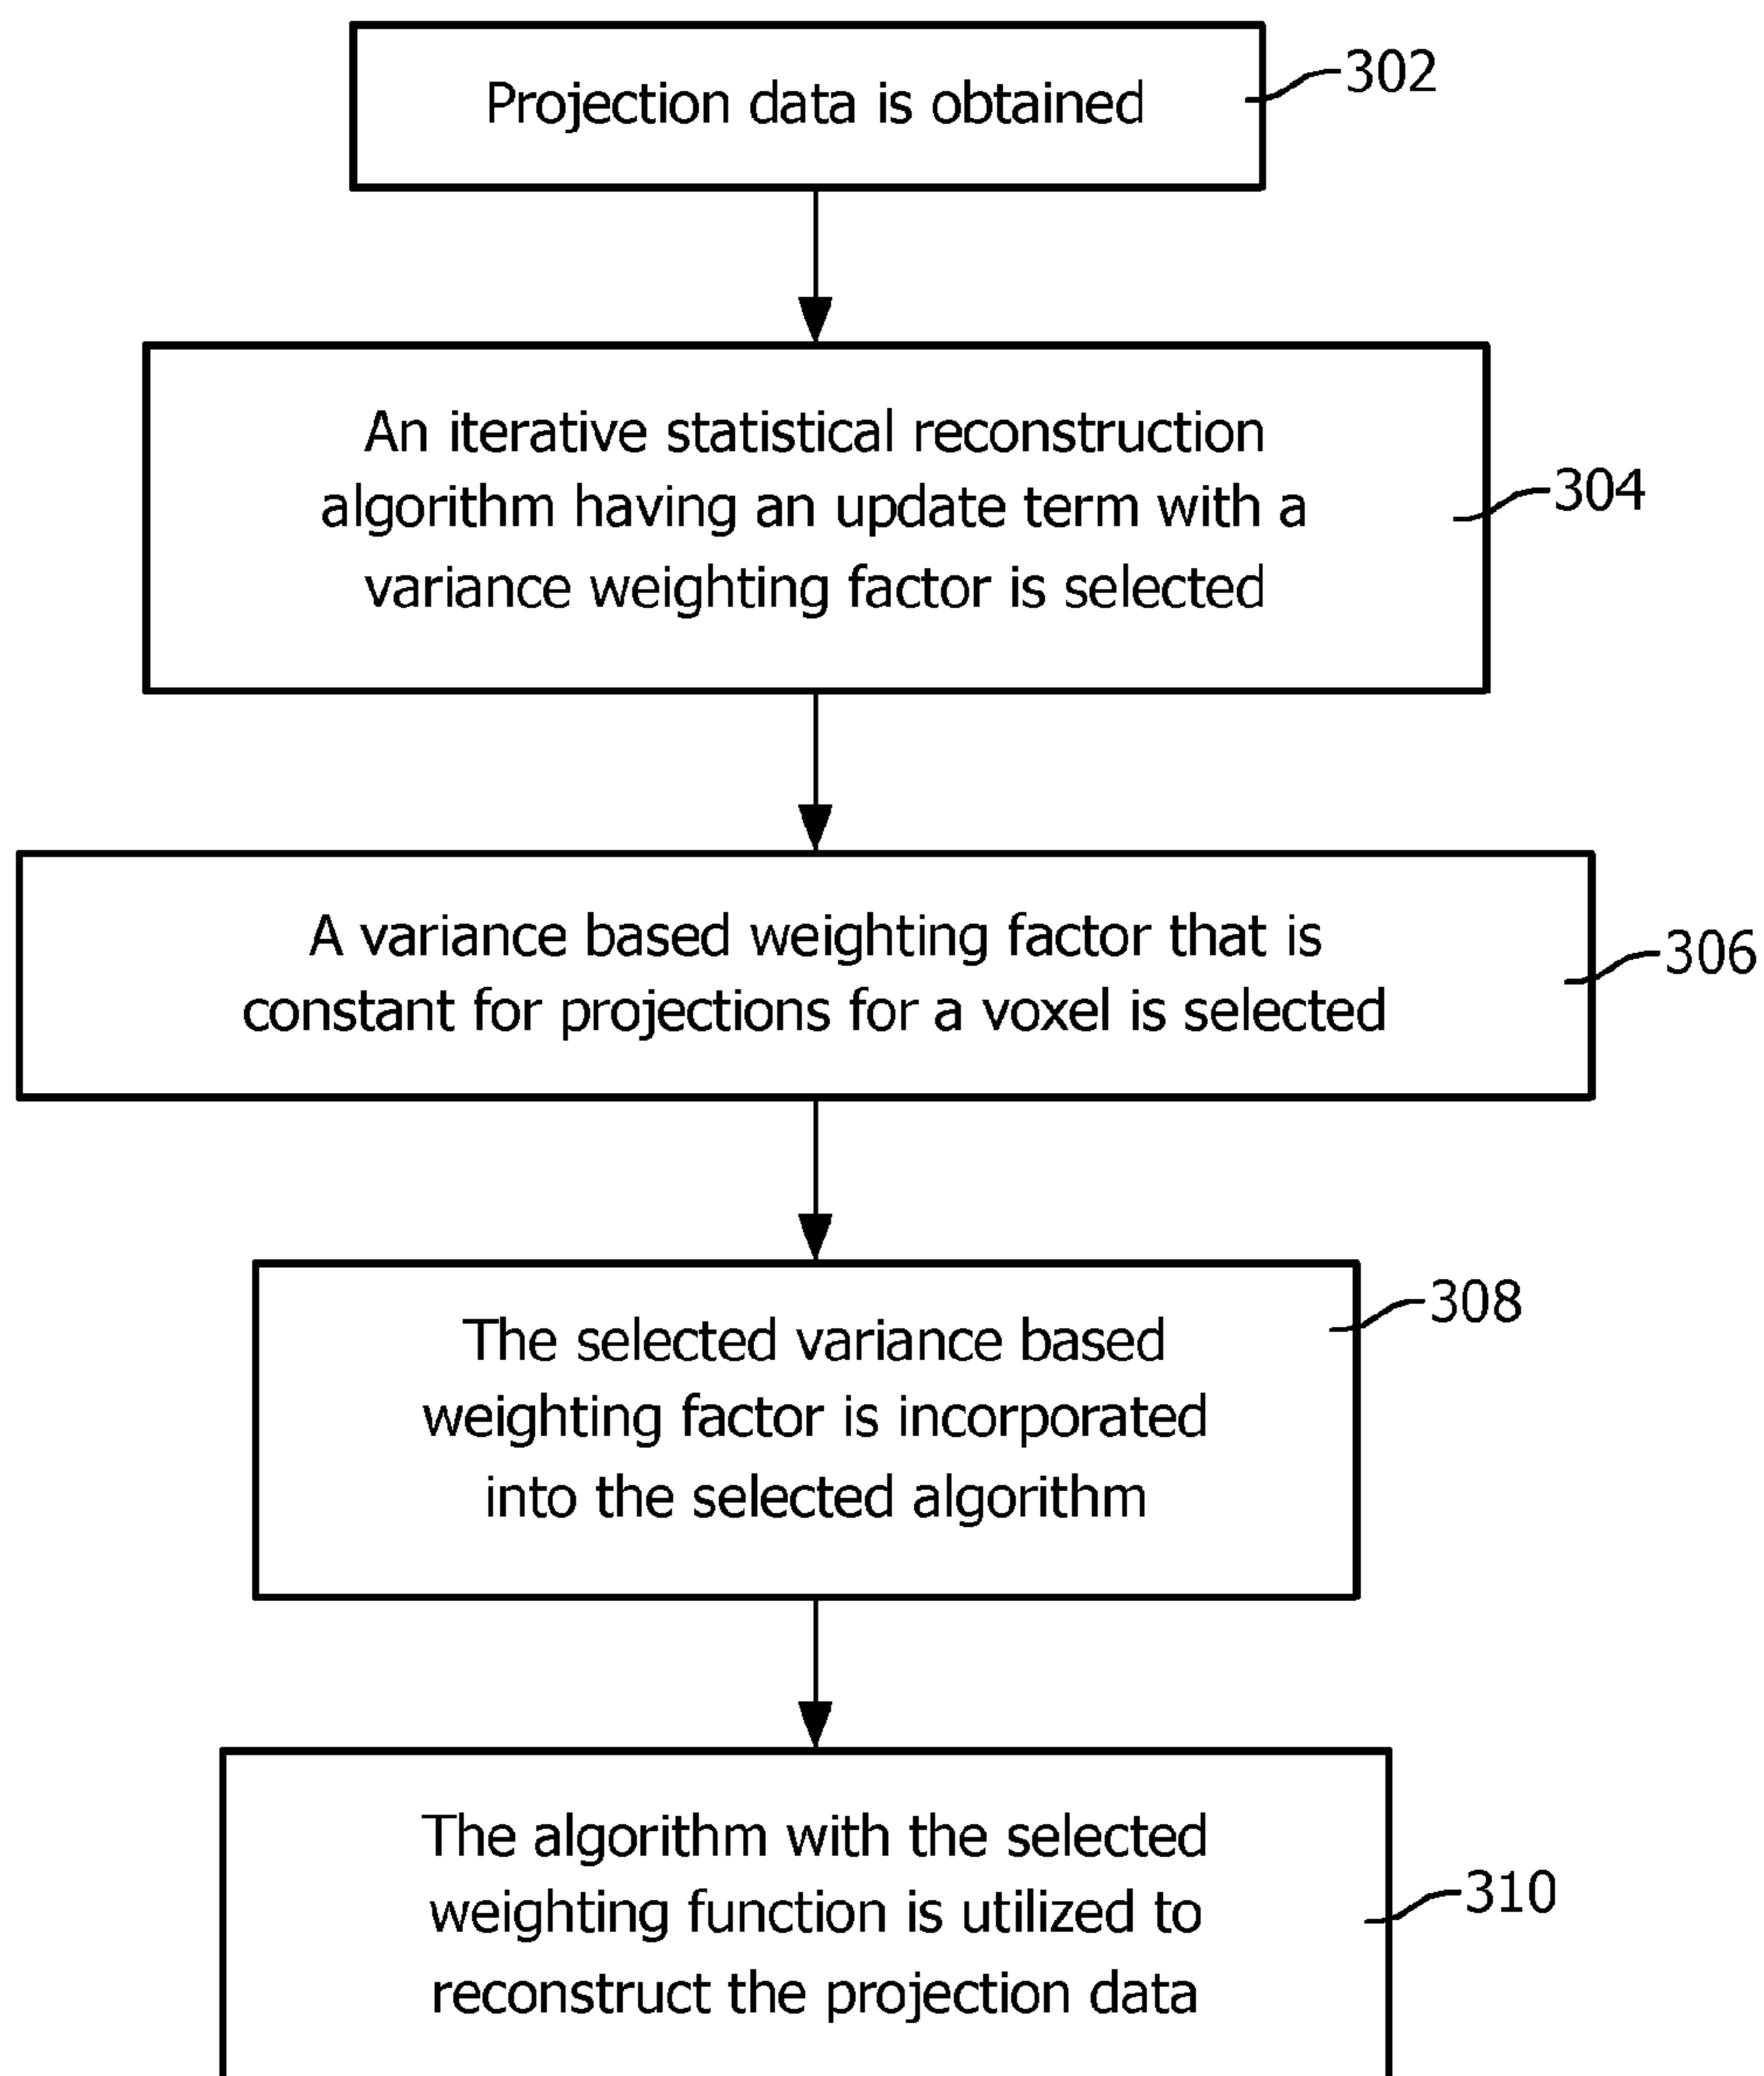 Projection data is obtained
302
An iterative statistical reconstruction
algorithm having an update term with a
variance weighting factor is selected
304
A variance based weighting factor that is
constant for projections for a voxel is selected
306
The selected variance based
weighting factor is incorporated
into the selected algorithm
308
The algorithm with the selected
weighting function is utilized to
reconstruct the projection data
310